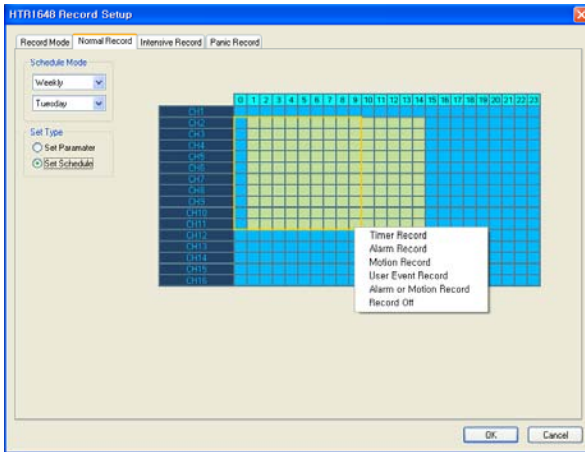 HTR1648 Record Setup
Record Mode Normal Record Intensive Record Panic Record
Schedule Mode
Weekly
Tuesday
Set Type
Set Paramater
Set Schedule
0 1 2 3 4 5 6 7 8 9 10 11 12 13 14 15 16 17 18 19 20 21 22 23
CH1
CH2
CH3
CH4
CH5
CH6
CH7
CH8
CH9
CH10
CH11
CH12
CH13
CH14
CH15
CH16
Timer Record
Alarm Record
Motion Record
User Event Record
Alarm or Motion Record
Record Off
OK Cancel